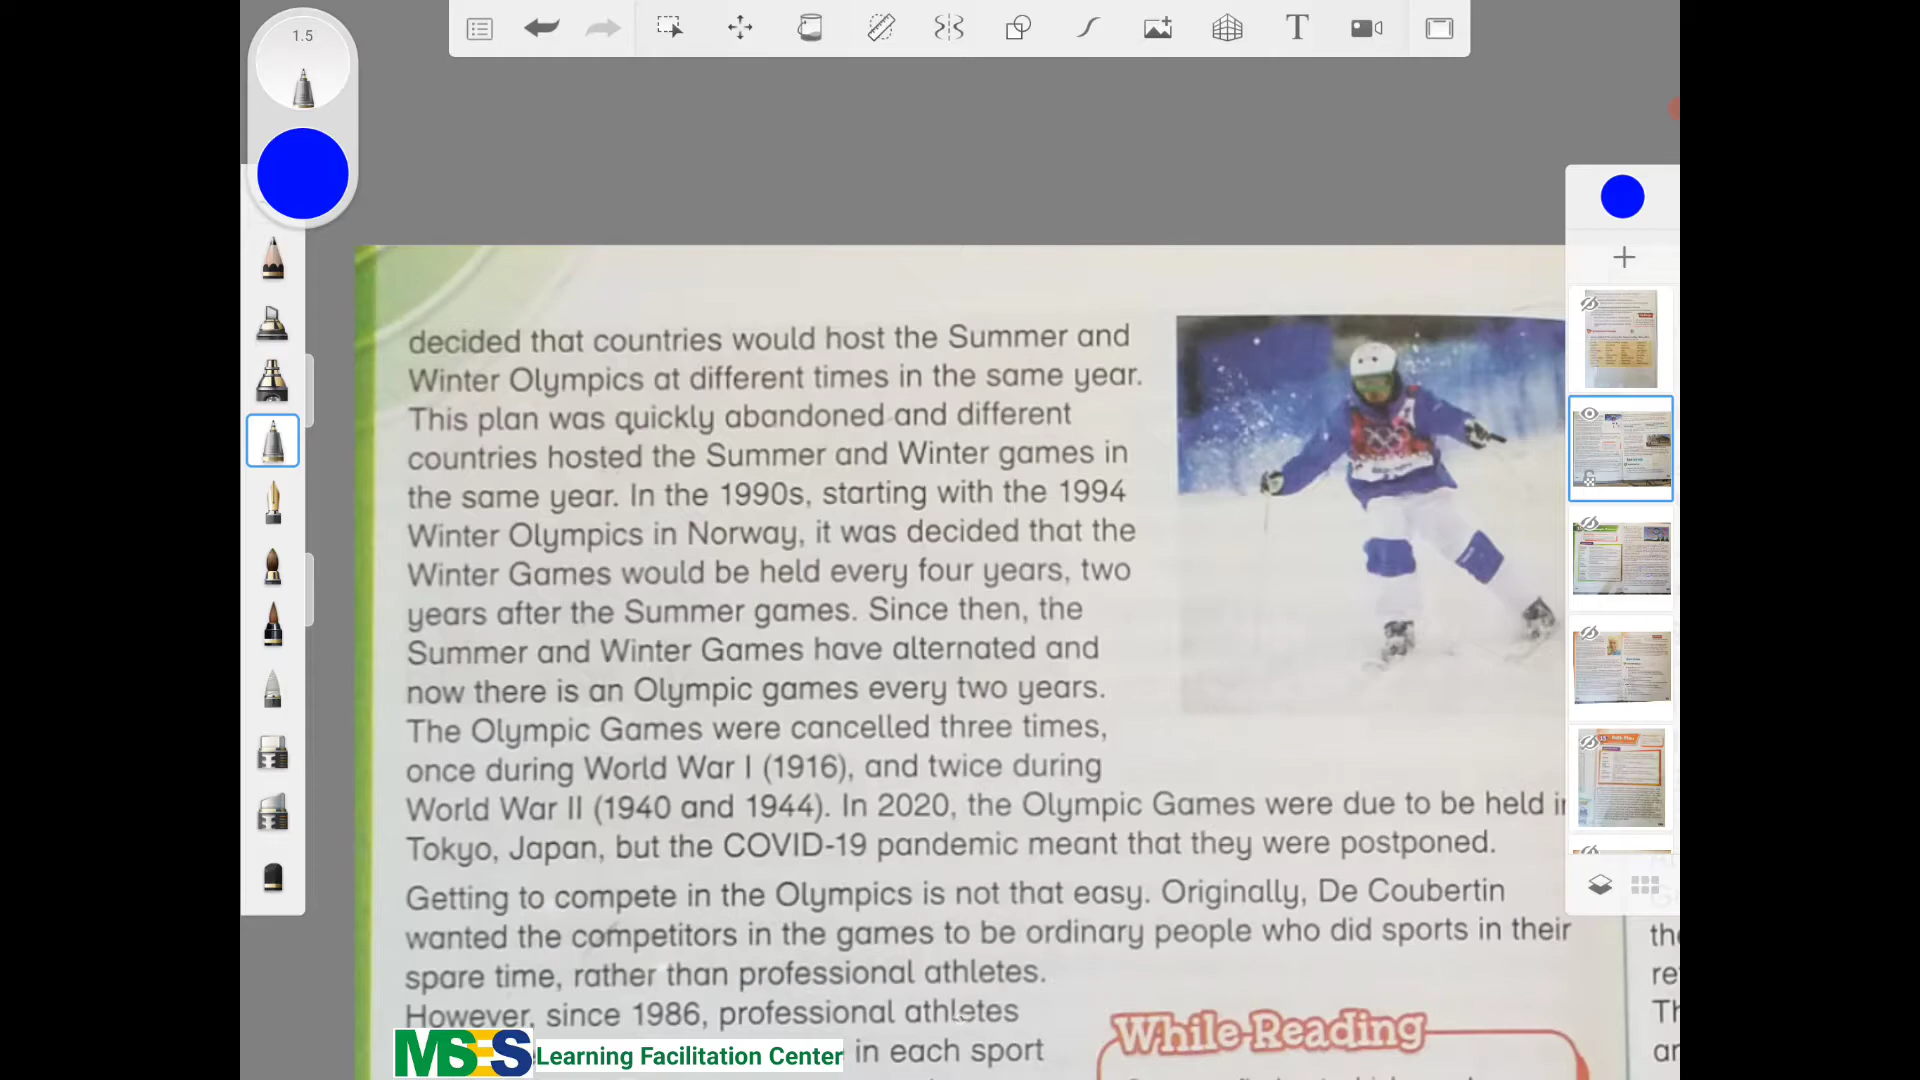 1.5
T
decided that countries would host the Summer and
Winter Olympics at different times in the same year.
This plan was quickly abandoned and different
countries hosted the Summer and Winter games in
the same year. In the 1990s, starting with the 1994
Winter Olympics in Norway, it was decided that the
Winter Games would be held every four years, two
years after the Summer games. Since then, the
Summer and Winter Games have alternated and
now there is an Olympic games every two years.
The Olympic Games were cancelled three times,
once during World War I (1916), and twice during
World War II (1940 and 1944). In 2020, the Olympic Games were due to be held in
Tokyo, Japan, but the COVID-19 pandemic meant that they were postponed.
Getting to compete in the Olympics is not that easy. Originally, De Coubertin
wanted the competitors in the games to be ordinary people who did sports in their
spare time, rather than professional athletes.
However, since 1986, professional athletes
in each sport
While-Reading
MSES Learning Facilitation Center